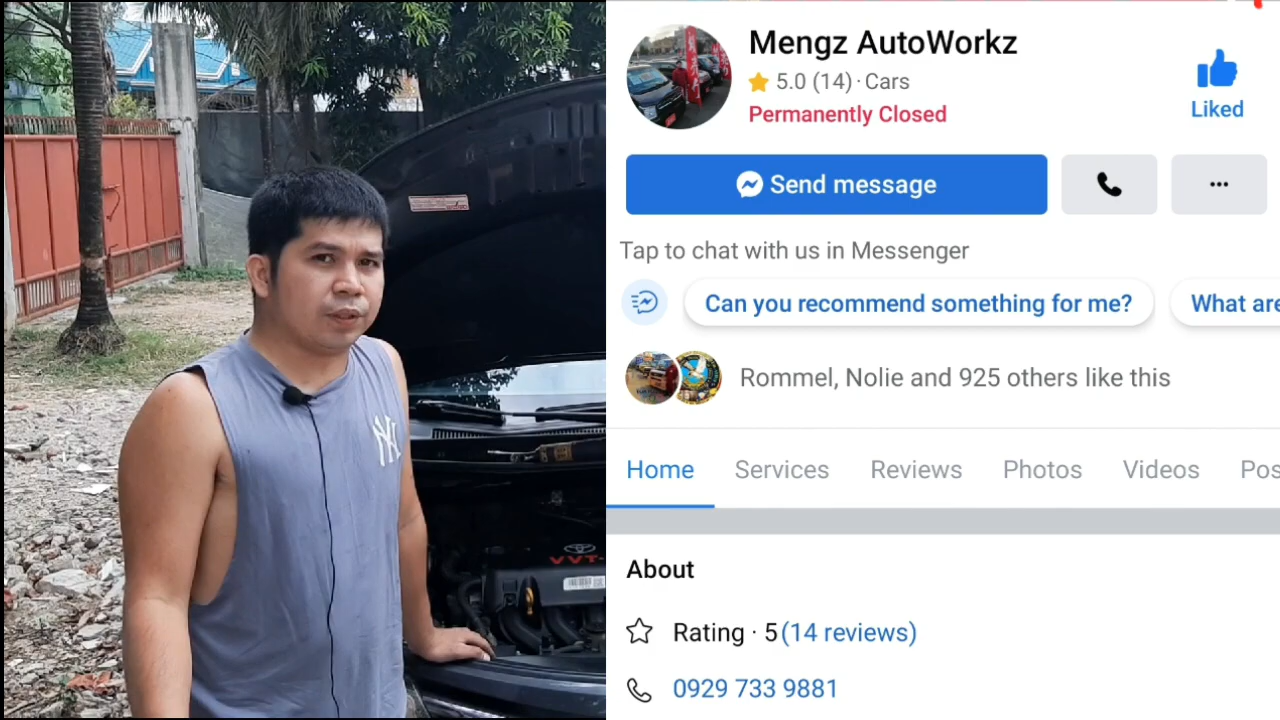 Mengz AutoWorkz
5.0 (14) · Cars
Permanently Closed
Liked
Send message
Tap to chat with us in Messenger
Can you recommend something for me?
What are
Rommel, Nolie and 925 others like this
Home Services Reviews Photos Videos Pos
About
Rating · 5 (14 reviews)
0929 733 9881
NY
VVT-